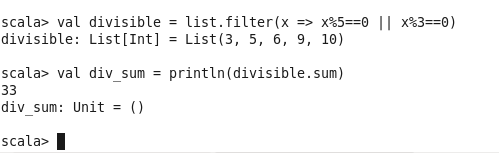 scala> val divisible = list.filter(x => x%5==0 || x%3==0)
divisible: List[Int] = List(3, 5, 6, 9, 10)
scala> val div_sum = println(divisible.sum)
33
div_sum: Unit = ()
scala>